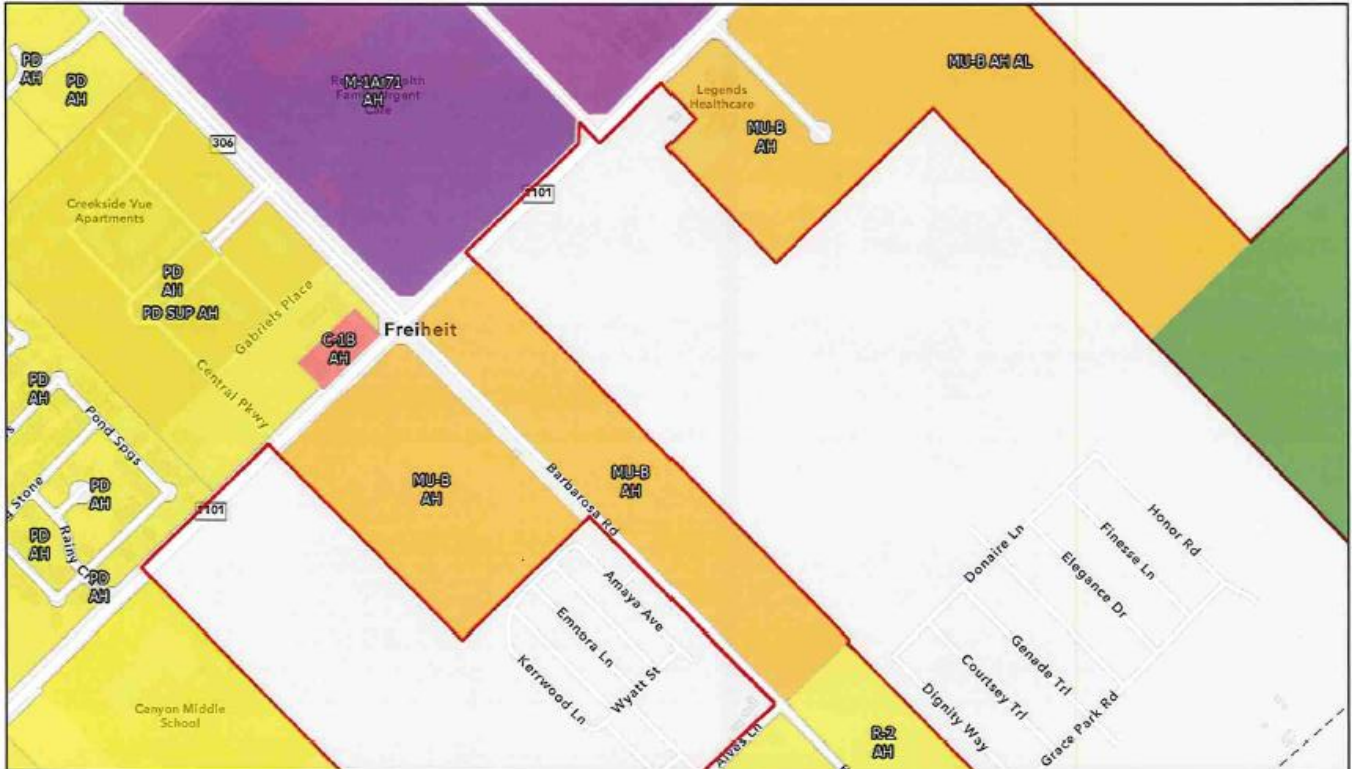 PD
AH
PD
AH
306
M-1A/71
AH
1101
Legends
Healthcare
MU-B
AH
MU-B AH AL
Creekside Vue
Apartments
PD
AH
PD SUP AH
Gabriels Place
Central Pkwy
C-1B
AH
Freiheit
PD
AH
Pond Spgs
Stone
PD
AH
PD
AH
Rainy
PD
AH
1101
MU-B
AH
Barbarosa Rd
MU-B
AH
Amaya Ave
Emnora Ln
Kerrwood Ln
Wyatt St
Alves Ln
Canyon Middle
School
R-2
AH
Donaire Ln
Honor Rd
Finesse Ln
Elegance Dr
Genade Trl
Courtsey Trl
Dignity Way
Grace Park Rd